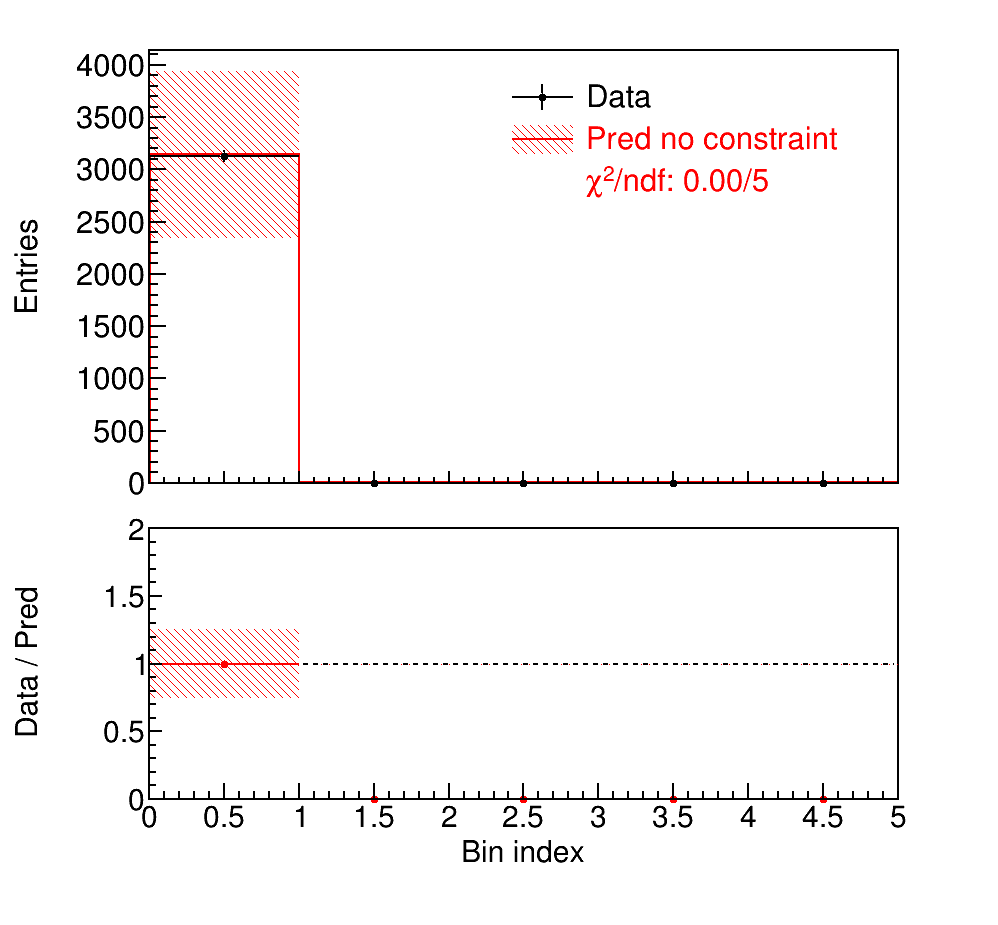 4000
3500
3000
2500
2000
1500
1000
500
0
Entries
Data
Pred no constraint
χ²/ndf: 0.00/5
2
1.5
1
0.5
0
Data / Pred
0 0.5 1 1.5 2 2.5 3 3.5 4 4.5 5
Bin index